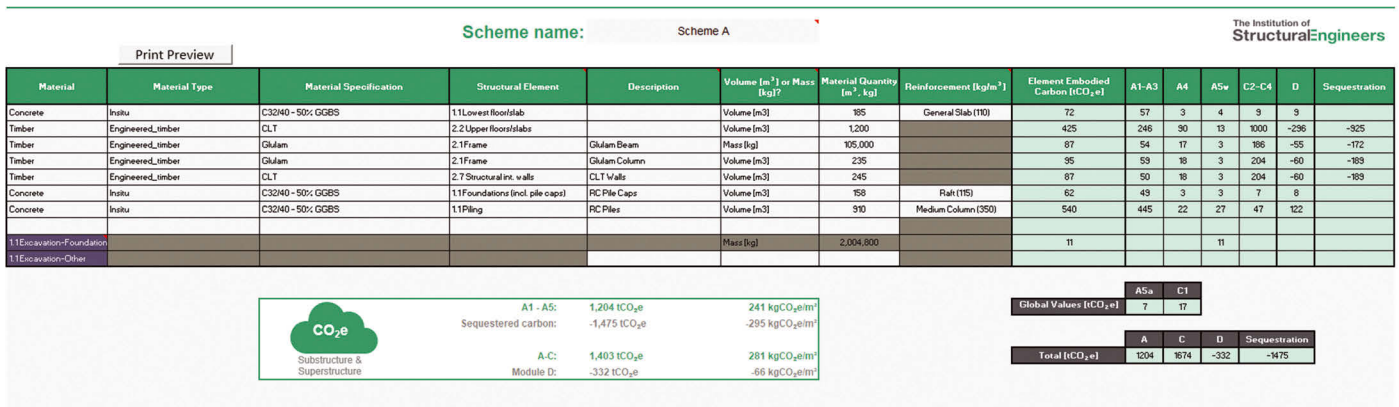 Scheme name: Scheme A
The Institution of
StructuralEngineers
Print Preview
Material Material Type Material Specification Structural Element Description Volume [m³] or Mass [kg]? Material Quantity [m³, kg] Reinforcement [kg/m³] Element Embodied Carbon [tCO₂e] A1-A3 A4 A5w C2-C4 D Sequestration
Concrete Insitu C32/40 - 50% GGBS 1.1 Lowest floor/slab Volume [m3] 185 General Slab (110) 72 57 3 4 9 9
Timber Engineered_timber CLT 2.2 Upper floors/slabs Volume [m3] 1,200 425 246 90 13 1000 -296 -925
Timber Engineered_timber Glulam 2.1 Frame Glulam Beam Mass [kg] 105,000 87 54 17 3 186 -55 -172
Timber Engineered_timber Glulam 2.1 Frame Glulam Column Volume [m3] 235 95 59 18 3 204 -60 -189
Timber Engineered_timber CLT 2.7 Structural int. walls CLT Walls Volume [m3] 245 87 50 18 3 204 -60 -189
Concrete Insitu C32/40 - 50% GGBS 1.1 Foundations (incl. pile caps) RC Pile Caps Volume [m3] 158 Raft (115) 62 49 3 3 7 8
Concrete Insitu C32/40 - 50% GGBS 1.1 Piling RC Piles Volume [m3] 910 Medium Column (350) 540 445 22 27 47 122
1.1 Excavation-Foundation Mass [kg] 2,004,800 11 11
1.1 Excavation-Other
A5a C1
Global Values [tCO₂e] 7 17
CO₂e
Substructure &
Superstructure
A1 - A5: 1,204 tCO₂e 241 kgCO₂e/m²
Sequestered carbon: -1,475 tCO₂e -295 kgCO₂e/m²
A-C: 1,403 tCO₂e 281 kgCO₂e/m²
Module D: -332 tCO₂e -66 kgCO₂e/m²
A C D Sequestration
Total [tCO₂e] 1204 1674 -332 -1475